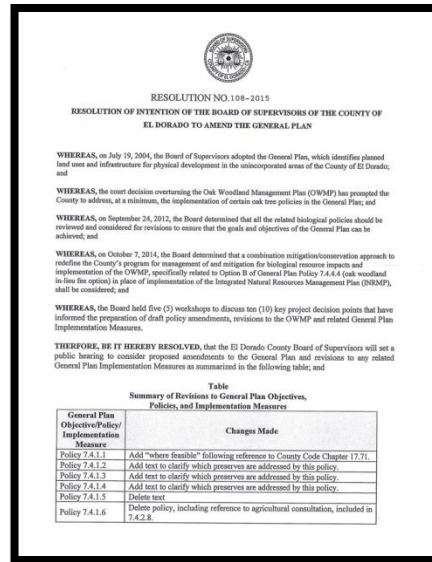 BOARD OF SUPERVISORS
COUNTY OF EL DORADO
RESOLUTION NO. 108-2015
RESOLUTION OF INTENTION OF THE BOARD OF SUPERVISORS OF THE COUNTY OF
EL DORADO TO AMEND THE GENERAL PLAN
WHEREAS, on July 19, 2004, the Board of Supervisors adopted the General Plan, which identifies planned
land uses and infrastructure for physical development in the unincorporated areas of the County of El Dorado;
and
WHEREAS, the court decision overturning the Oak Woodland Management Plan (OWMP) has prompted the
County to address, at a minimum, the implementation of certain oak tree policies in the General Plan; and
WHEREAS, on September 24, 2012, the Board determined that all the related biological policies should be
reviewed and considered for revisions to ensure that the goals and objectives of the General Plan can be
achieved; and
WHEREAS, on October 7, 2014, the Board determined that a combination mitigation/conservation approach to
redefine the County's program for management of and mitigation for biological resource impacts and
implementation of the OWMP, specifically related to Option B of General Plan Policy 7.4.4.4 (oak woodland
in-lieu fee option) in place of implementation of the Integrated Natural Resources Management Plan (INRMP),
shall be considered; and
WHEREAS, the Board held five (5) workshops to discuss ten (10) key project decision points that have
informed the preparation of draft policy amendments, revisions to the OWMP and related General Plan
Implementation Measures.
THERFORE, BE IT HEREBY RESOLVED, that the El Dorado County Board of Supervisors will set a
public hearing to consider proposed amendments to the General Plan and revisions to any related
General Plan Implementation Measures as summarized in the following table; and
Table
Summary of Revisions to General Plan Objectives,
Policies, and Implementation Measures
General Plan
Objective/Policy/
Implementation
Measure
Changes Made
Policy 7.4.1.1 Add "where feasible" following reference to County Code Chapter 17.71.
Policy 7.4.1.2 Add text to clarify which preserves are addressed by this policy.
Policy 7.4.1.3 Add text to clarify which preserves are addressed by this policy.
Policy 7.4.1.4 Add text to clarify which preserves are addressed by this policy.
Policy 7.4.1.5 Delete text
Policy 7.4.1.6 Delete policy, including reference to agricultural consultation, included in
7.4.2.8.